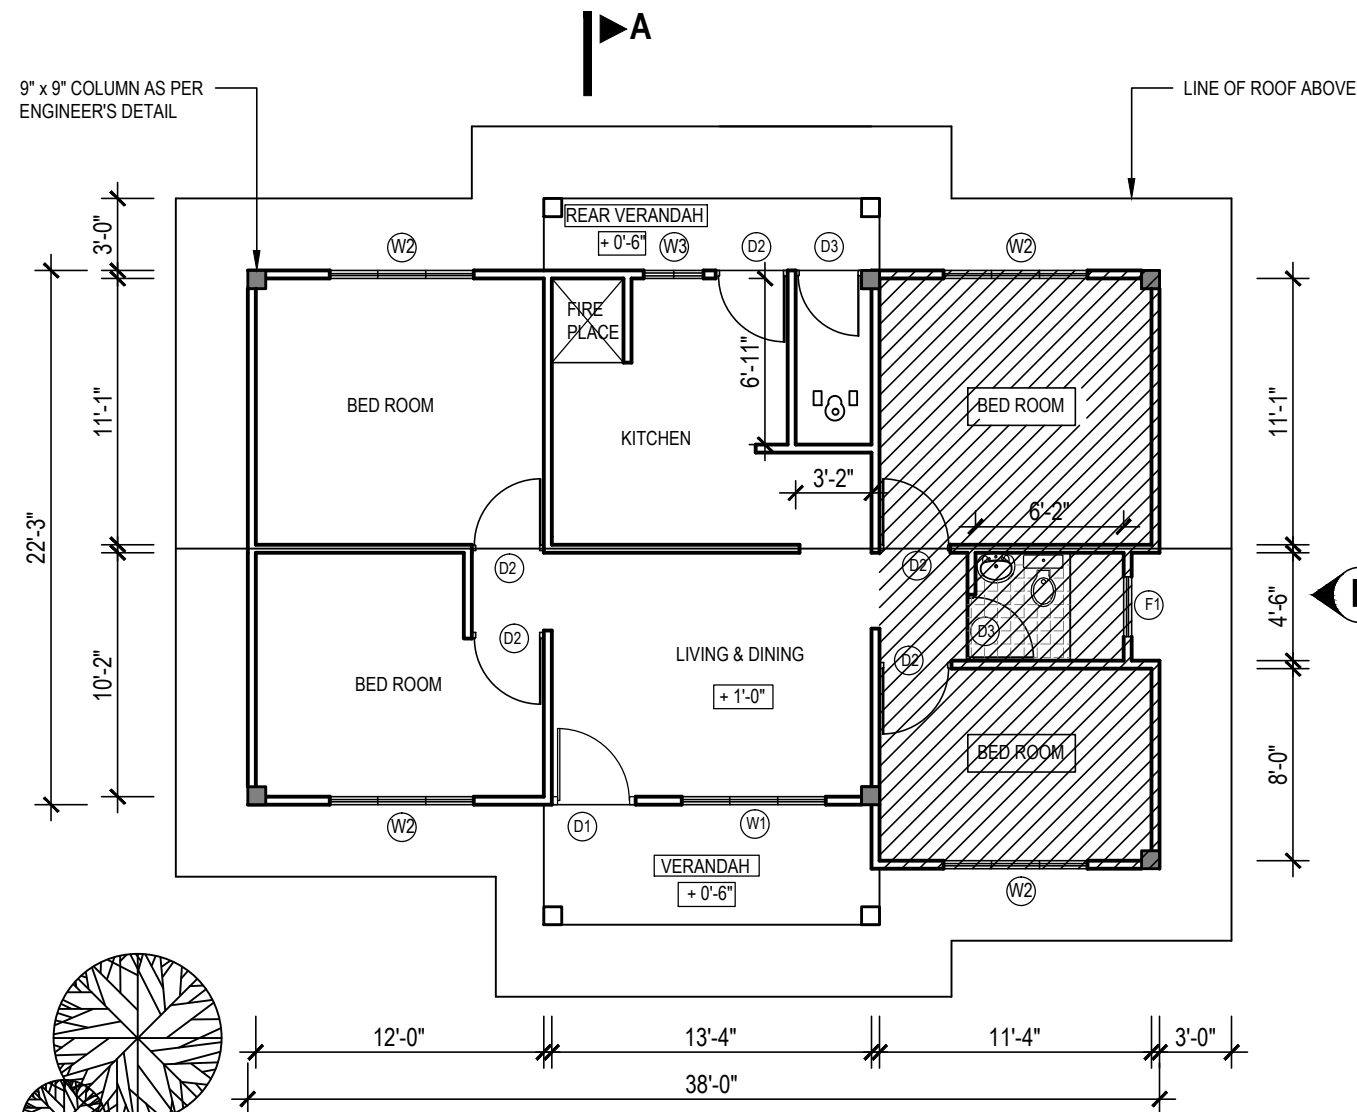 A
9" x 9" COLUMN AS PER
ENGINEER'S DETAIL
LINE OF ROOF ABOVE
3'-0"
REAR VERANDAH
+ 0'-6"
W2
W3
D2
D3
W2
FIRE
PLACE
6'-11"
11'-1"
BED ROOM
KITCHEN
BED ROOM
11'-1"
3'-2"
6'-2"
22'-3"
D2
D2
4'-6"
F1
D2
D3
D2
10'-2"
BED ROOM
LIVING & DINING
+ 1'-0"
BED ROOM
8'-0"
W2
D1
W1
VERANDAH
+ 0'-6"
W2
12'-0"
13'-4"
11'-4"
3'-0"
38'-0"